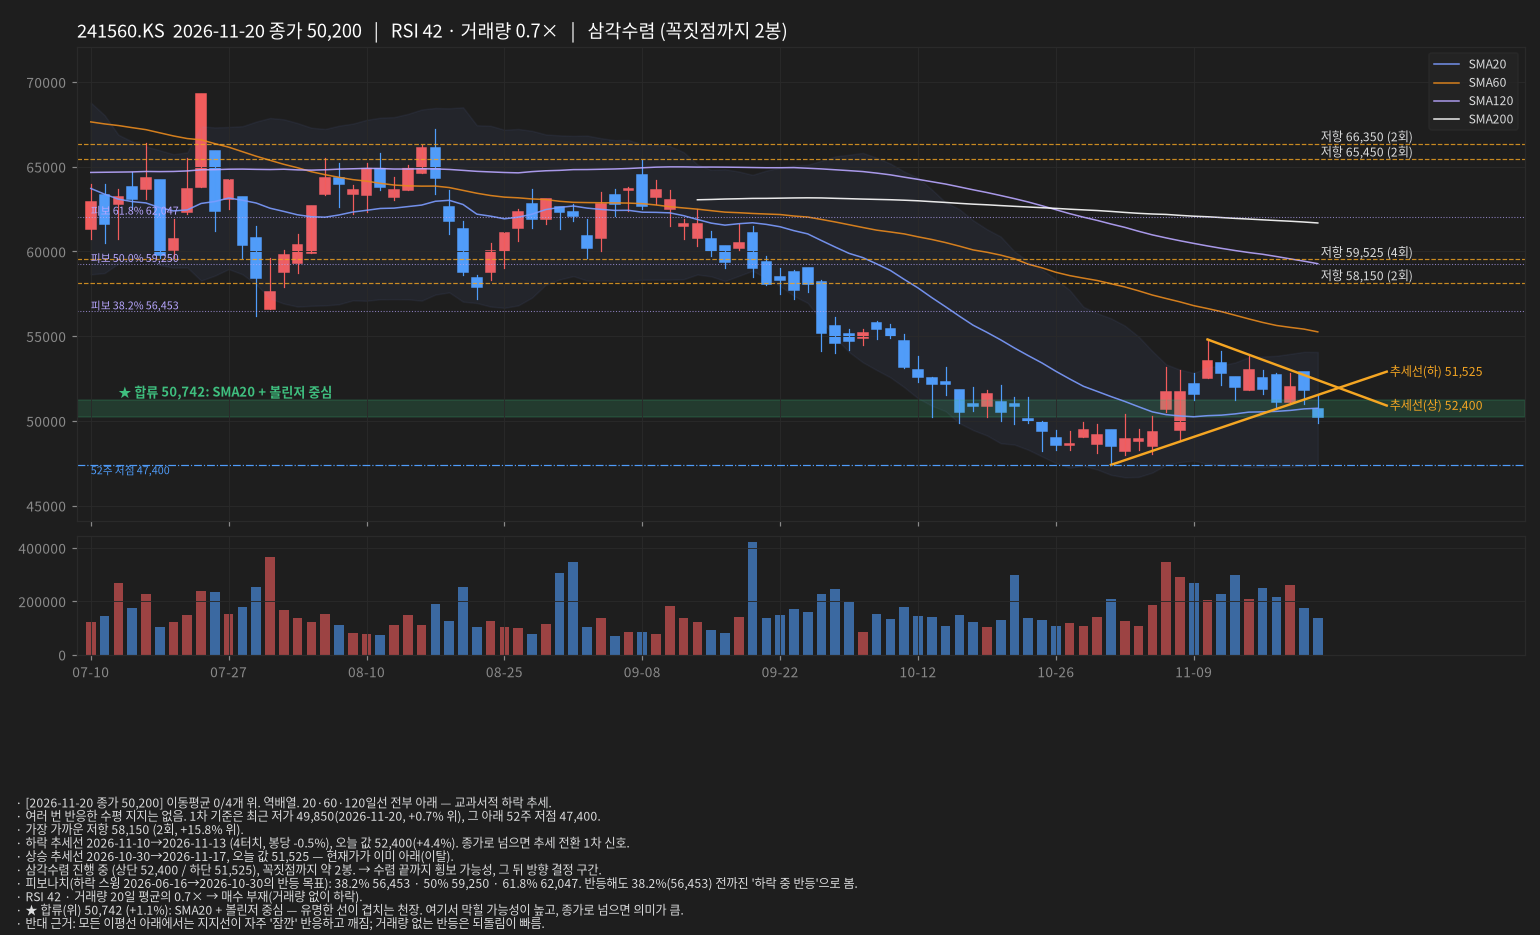 241560.KS 2026-11-20 종가 50,200 | RSI 42 · 거래량 0.7× | 삼각수렴 (꼭짓점까지 2봉)
SMA20
SMA60
SMA120
SMA200
70000
65000
60000
55000
50000
45000
저항 66,350 (2회)
저항 65,450 (2회)
피보 61.8% 62,047
저항 59,525 (4회)
피보 50.0% 59,250
저항 58,150 (2회)
피보 38.2% 56,453
추세선(하) 51,525
★ 합류 50,742: SMA20 + 볼린저 중심
추세선(상) 52,400
52주 저점 47,400
400000
200000
0
07-10
07-27
08-10
08-25
09-08
09-22
10-12
10-26
11-09
· [2026-11-20 종가 50,200] 이동평균 0/4개 위. 역배열. 20·60·120일선 전부 아래 — 교과서적 하락 추세.
· 여러 번 반응한 수평 지지는 없음. 1차 기준은 최근 저가 49,850(2026-11-20, +0.7% 위), 그 아래 52주 저점 47,400.
· 가장 가까운 저항 58,150 (2회, +15.8% 위).
· 하락 추세선 2026-11-10→2026-11-13 (4터치, 봉당 -0.5%), 오늘 값 52,400(+4.4%). 종가로 넘으면 추세 전환 1차 신호.
· 상승 추세선 2026-10-30→2026-11-17, 오늘 값 51,525 — 현재가가 이미 아래(이탈).
· 삼각수렴 진행 중 (상단 52,400 / 하단 51,525), 꼭짓점까지 약 2봉. → 수렴 끝까지 횡보 가능성, 그 뒤 방향 결정 구간.
· 피보나치(하락 스윙 2026-06-16→2026-10-30의 반등 목표): 38.2% 56,453 · 50% 59,250 · 61.8% 62,047. 반등해도 38.2%(56,453) 전까진 '하락 중 반등'으로 봄.
· RSI 42 · 거래량 20일 평균의 0.7× → 매수 부재(거래량 없이 하락).
· ★ 합류(위) 50,742 (+1.1%): SMA20 + 볼린저 중심 — 유명한 선이 겹치는 천장. 여기서 막힐 가능성이 높고, 종가로 넘으면 의미가 큼.
· 반대 근거: 모든 이평선 아래에서는 지지선이 자주 '잠깐' 반응하고 깨짐; 거래량 없는 반등은 되돌림이 빠름.